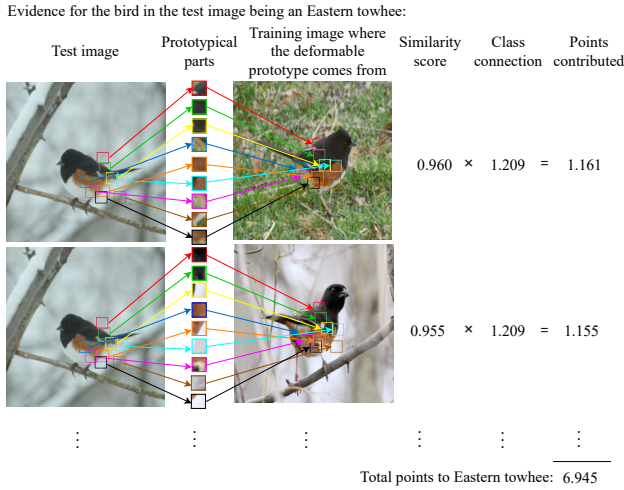 Evidence for the bird in the test image being an Eastern towhee:
Test image
Prototypical
parts
Training image where
the deformable
prototype comes from
Similarity
score
Class
connection
Points
contributed
0.960 × 1.209 = 1.161
0.955 × 1.209 = 1.155
Total points to Eastern towhee: 6.945